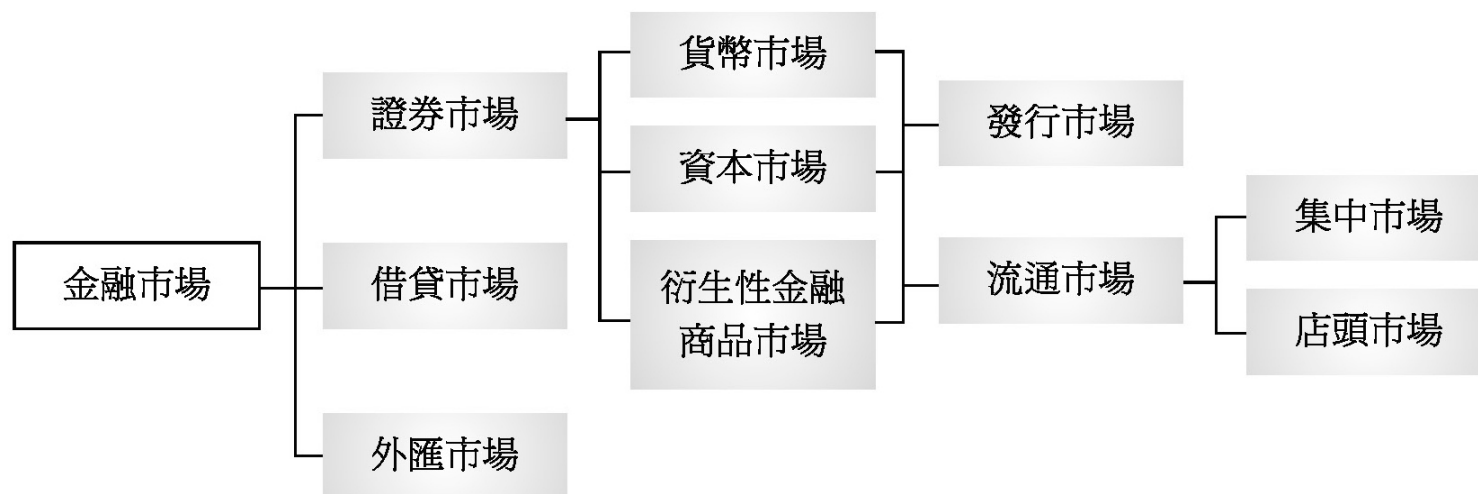 金融市場
證券市場
借貸市場
外匯市場
貨幣市場
資本市場
衍生性金融
商品市場
發行市場
流通市場
集中市場
店頭市場